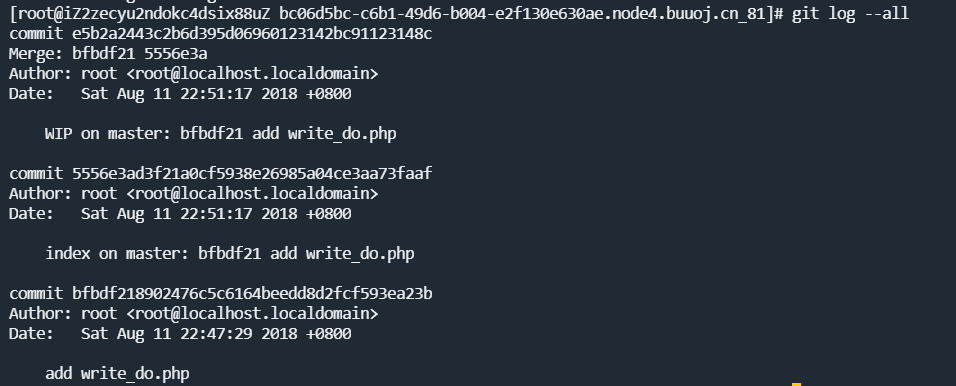 [root@iZ2zecyu2ndokc4dsix88uZ bc06d5bc-c6b1-49d6-b004-e2f130e630ae.node4.buuoj.cn_81]# git log --all
commit e5b2a2443c2b6d395d06960123142bc91123148c
Merge: bfbdf21 5556e3a
Author: root <root@localhost.localdomain>
Date:   Sat Aug 11 22:51:17 2018 +0800
    WIP on master: bfbdf21 add write_do.php
commit 5556e3ad3f21a0cf5938e26985a04ce3aa73faaf
Author: root <root@localhost.localdomain>
Date:   Sat Aug 11 22:51:17 2018 +0800
    index on master: bfbdf21 add write_do.php
commit bfbdf218902476c5c6164beedd8d2fcf593ea23b
Author: root <root@localhost.localdomain>
Date:   Sat Aug 11 22:47:29 2018 +0800
    add write_do.php